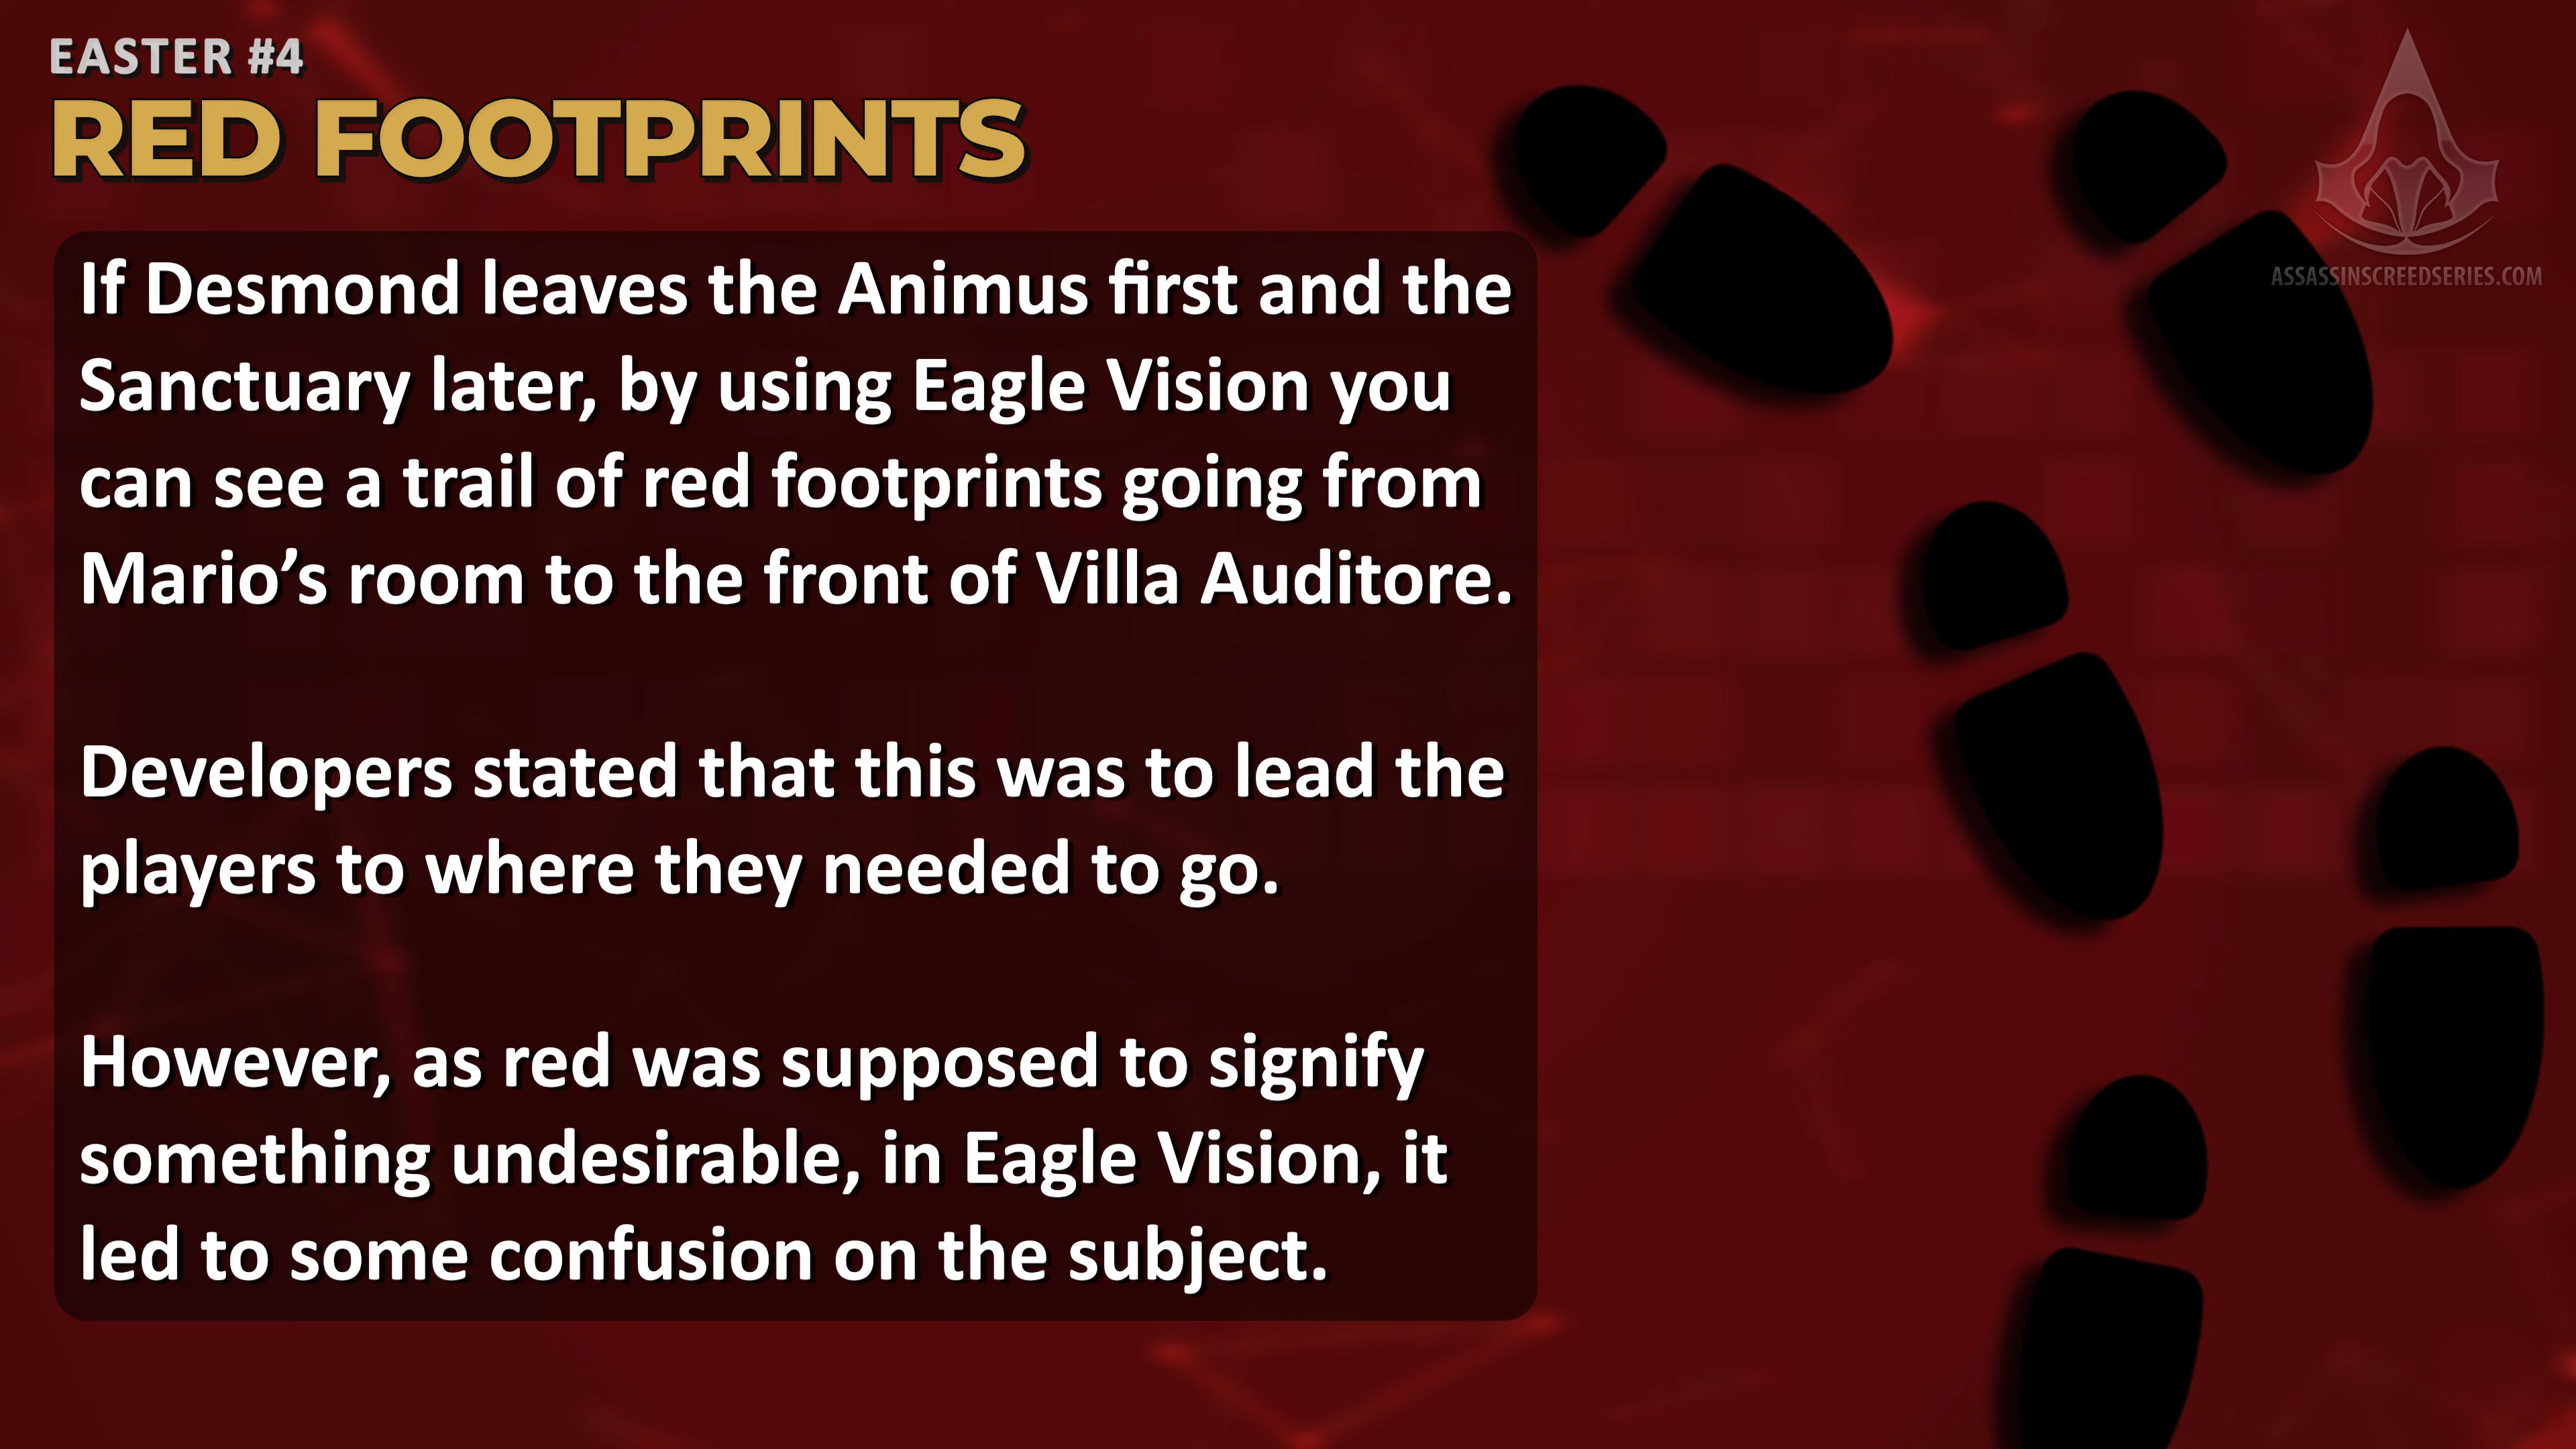 EASTER #4
RED FOOTPRINTS
ASSASSINSCREEDSERIES.COM
If Desmond leaves the Animus first and the
Sanctuary later, by using Eagle Vision you
can see a trail of red footprints going from
Mario’s room to the front of Villa Auditore.
Developers stated that this was to lead the
players to where they needed to go.
However, as red was supposed to signify
something undesirable, in Eagle Vision, it
led to some confusion on the subject.